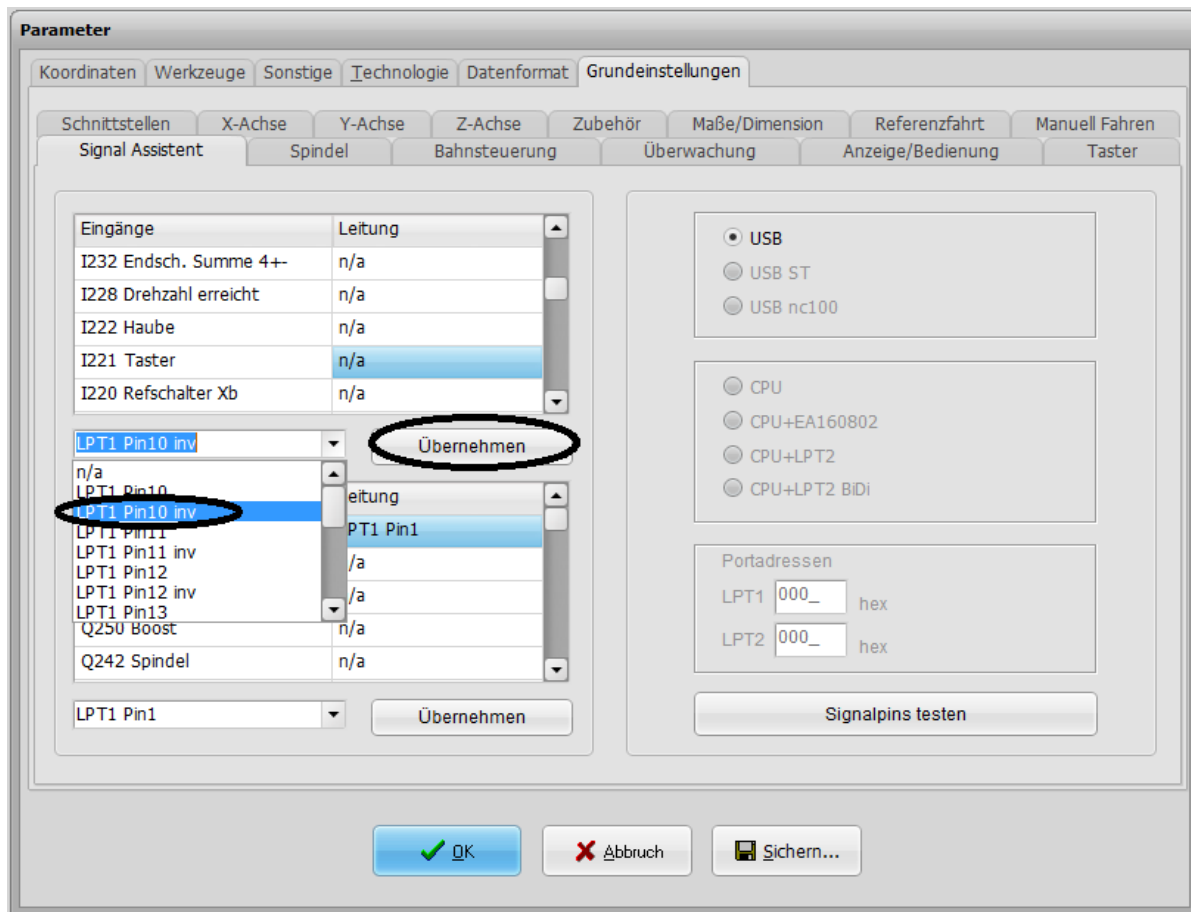 Parameter
Koordinaten Werkzeuge Sonstige Technologie Datenformat Grundeinstellungen
Schnittstellen X-Achse Y-Achse Z-Achse Zubehör Maße/Dimension Referenzfahrt Manuell Fahren
Signal Assistent Spindel Bahnsteuerung Überwachung Anzeige/Bedienung Taster
Eingänge Leitung
I232 Endsch. Summe 4+- n/a
I228 Drehzahl erreicht n/a
I222 Haube n/a
I221 Taster n/a
I220 Refschalter Xb n/a
LPT1 Pin10 inv Übernehmen
n/a
LPT1 Pin10
LPT1 Pin10 inv
LPT1 Pin11
LPT1 Pin11 inv
LPT1 Pin12
LPT1 Pin12 inv
LPT1 Pin13
eitung
PT1 Pin1
/a
/a
Q250 Boost n/a
Q242 Spindel n/a
LPT1 Pin1 Übernehmen
USB
USB ST
USB nc100
CPU
CPU+EA160802
CPU+LPT2
CPU+LPT2 BiDi
Portadressen
LPT1 000_ hex
LPT2 000_ hex
Signalpins testen
OK Abbruch Sichern...